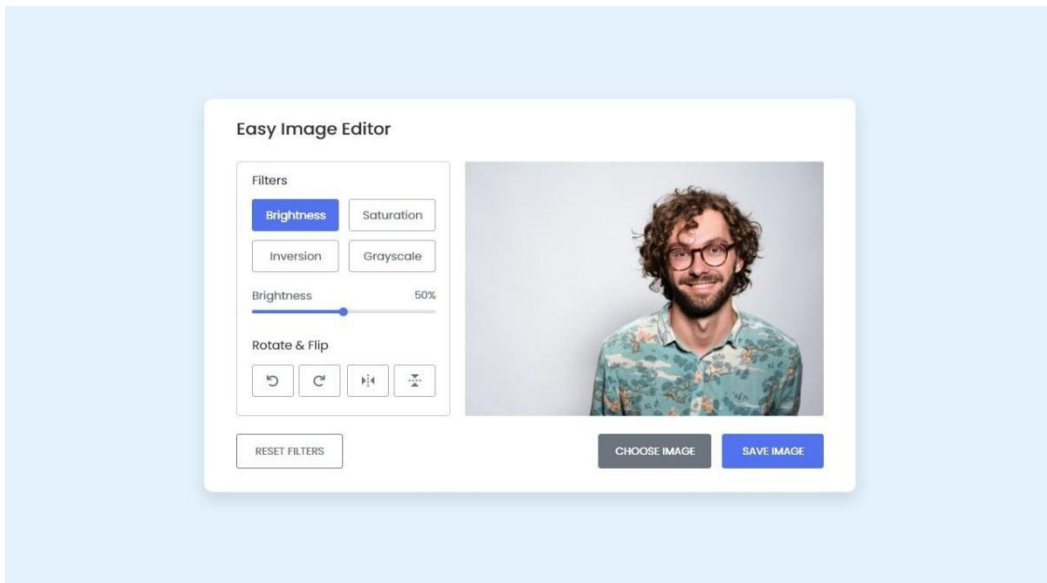 Easy Image Editor
Filters
Brightness Saturation
Inversion Grayscale
Brightness 50%
Rotate & Flip
RESET FILTERS CHOOSE IMAGE SAVE IMAGE